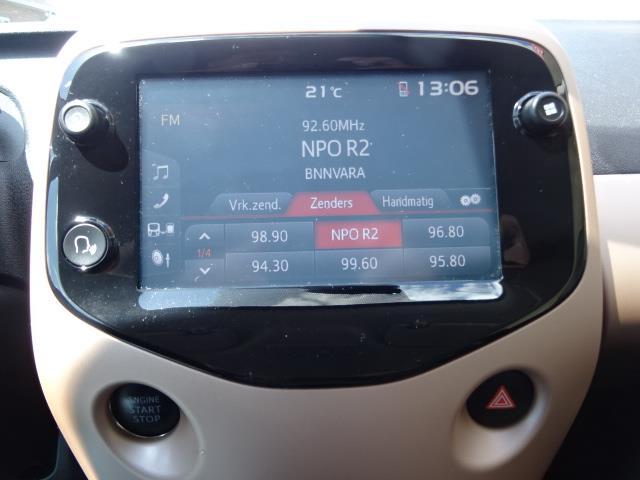 21°C 13:06
FM
92.60MHz
NPO R2
BNNVARA
Vrk.zend. Zenders Handmatig
1/4
98.90 NPO R2 96.80
94.30 99.60 95.80
ENGINE
START
STOP